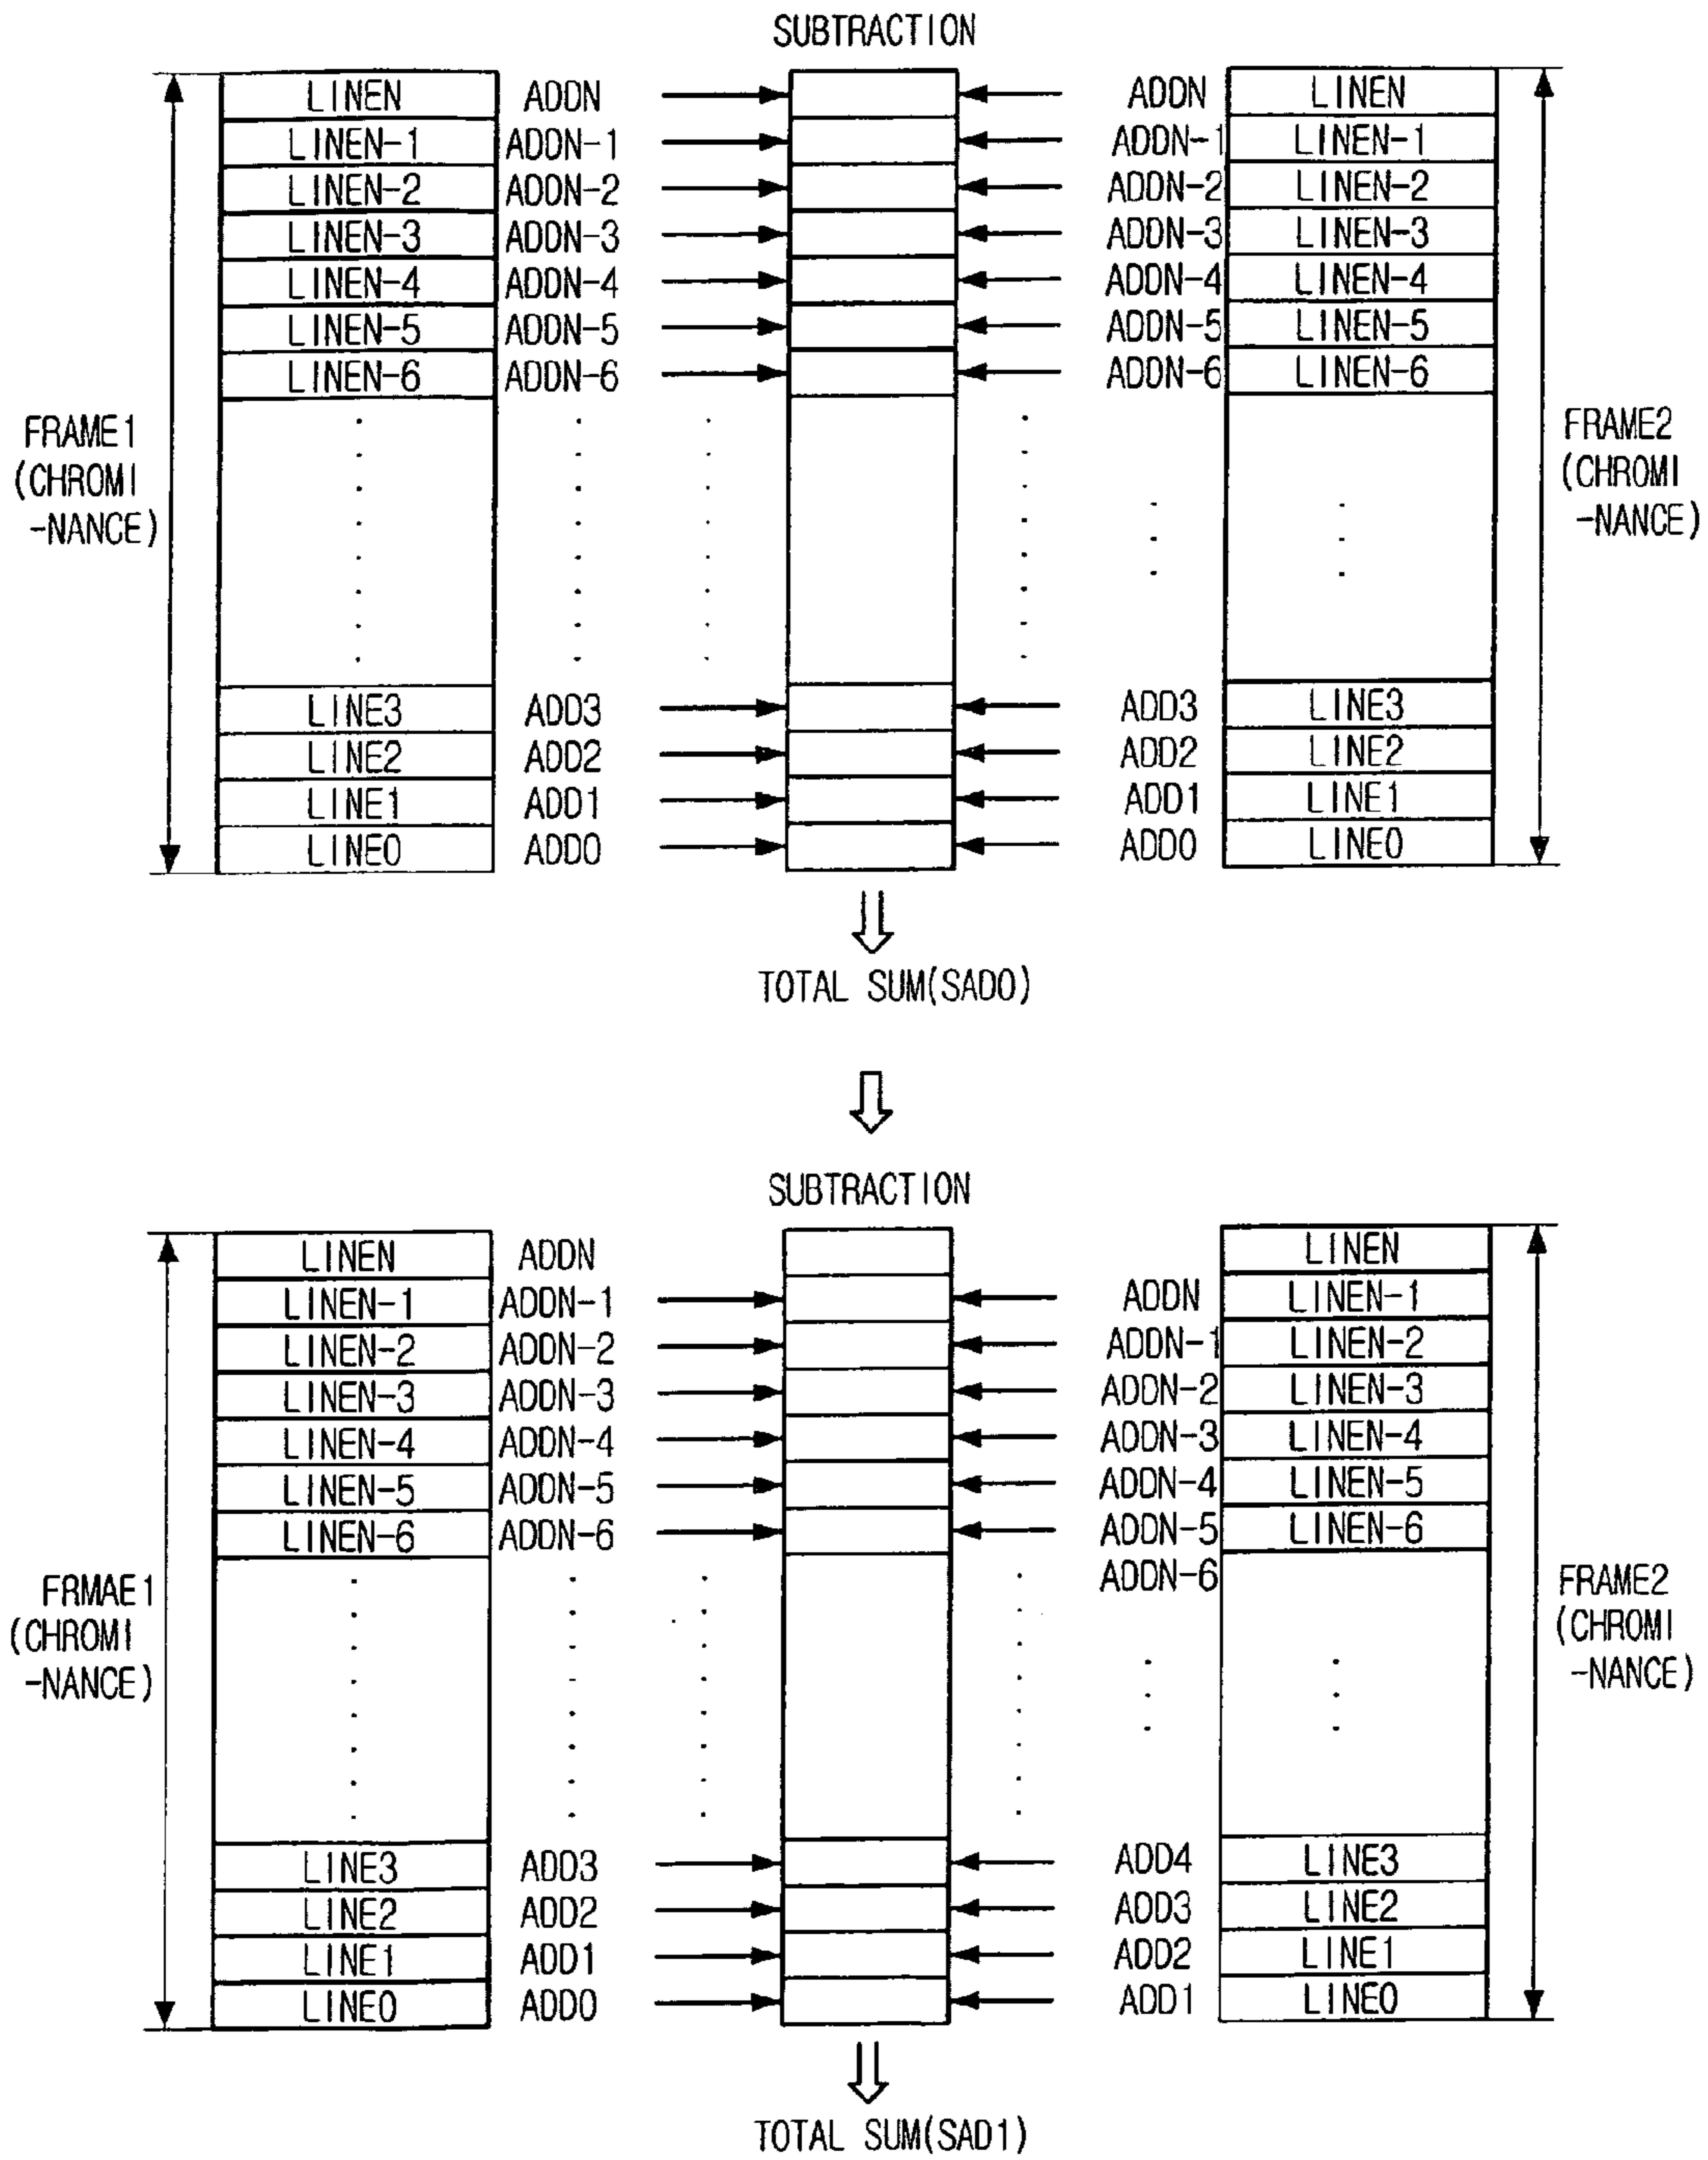 SUBTRACTION
LINEN ADDN ADDN LINEN
LINEN-1 ADDN-1 ADDN-1 LINEN-1
LINEN-2 ADDN-2 ADDN-2 LINEN-2
LINEN-3 ADDN-3 ADDN-3 LINEN-3
LINEN-4 ADDN-4 ADDN-4 LINEN-4
LINEN-5 ADDN-5 ADDN-5 LINEN-5
LINEN-6 ADDN-6 ADDN-6 LINEN-6
FRAME1
(CHROMI
-NANCE)
FRAME2
(CHROMI
-NANCE)
LINE3 ADD3 ADD3 LINE3
LINE2 ADD2 ADD2 LINE2
LINE1 ADD1 ADD1 LINE1
LINE0 ADD0 ADD0 LINE0
TOTAL SUM(SAD0)
SUBTRACTION
LINEN ADDN LINEN
LINEN-1 ADDN-1 ADDN LINEN-1
LINEN-2 ADDN-2 ADDN-1 LINEN-2
LINEN-3 ADDN-3 ADDN-2 LINEN-3
LINEN-4 ADDN-4 ADDN-3 LINEN-4
LINEN-5 ADDN-5 ADDN-4 LINEN-5
LINEN-6 ADDN-6 ADDN-5 LINEN-6
ADDN-6
FRMAE1
(CHROMI
-NANCE)
FRAME2
(CHROMI
-NANCE)
LINE3 ADD3 ADD4 LINE3
LINE2 ADD2 ADD3 LINE2
LINE1 ADD1 ADD2 LINE1
LINE0 ADD0 ADD1 LINE0
TOTAL SUM(SAD1)